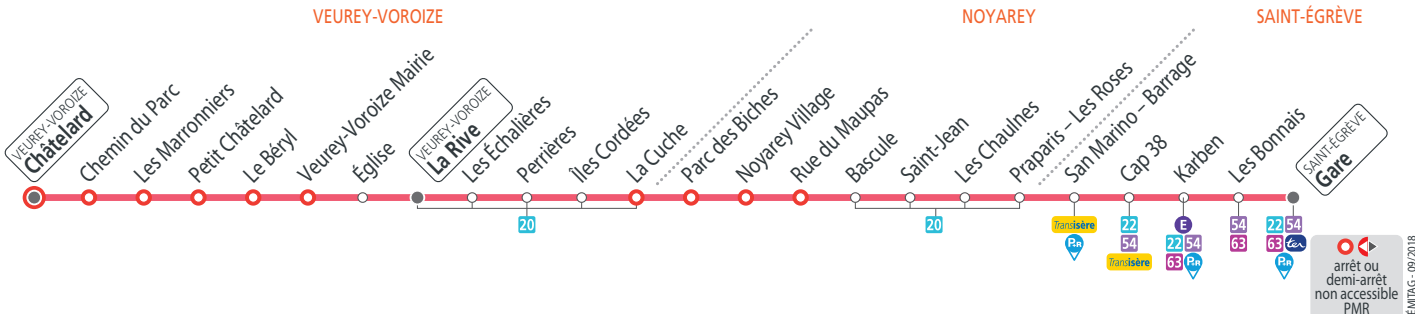 VEUREY-VOROIZE
NOYAREY
SAINT-ÉGRÈVE
VEUREY-VOROIZE
Châtelard
Chemin du Parc
Les Marronniers
Petit Châtelard
Le Béryl
Veurey-Voroize Mairie
Église
VEUREY-VOROIZE
La Rive
Les Échalières
Perrières
Îles Cordées
La Cuche
Parc des Biches
Noyarey Village
Rue du Maupas
Bascule
Saint-Jean
Les Chaulnes
Praparis – Les Roses
San Marino – Barrage
Cap 38
Karben
Les Bonnais
SAINT-ÉGRÈVE
Gare
20
20
Transisère
P+R
22
54
Transisère
E
22 54
63 P+R
54
63
22 54
63 ter
P+R
arrêt ou
demi-arrêt
non accessible
PMR
ÉMITAG - 09/2018